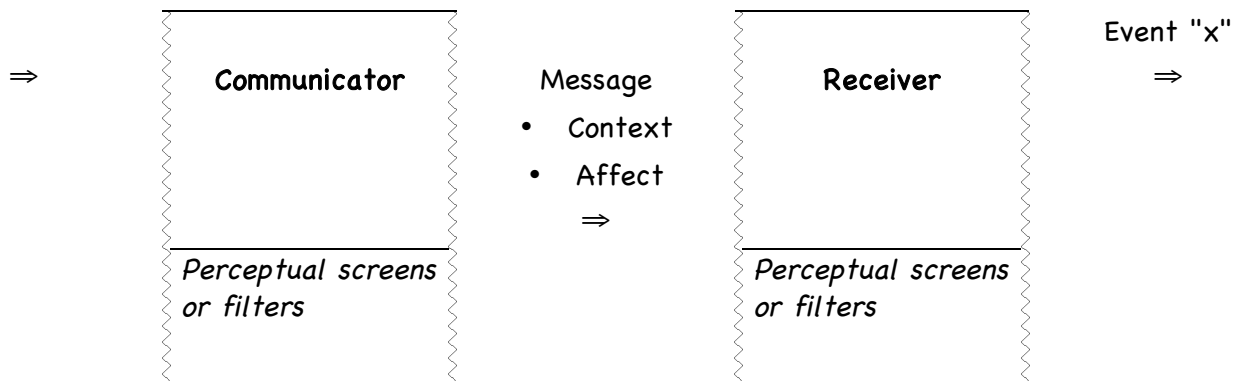 Event "x"
⇒ Communicator Message Receiver ⇒
• Context
• Affect
⇒
Perceptual screens Perceptual screens
or filters or filters